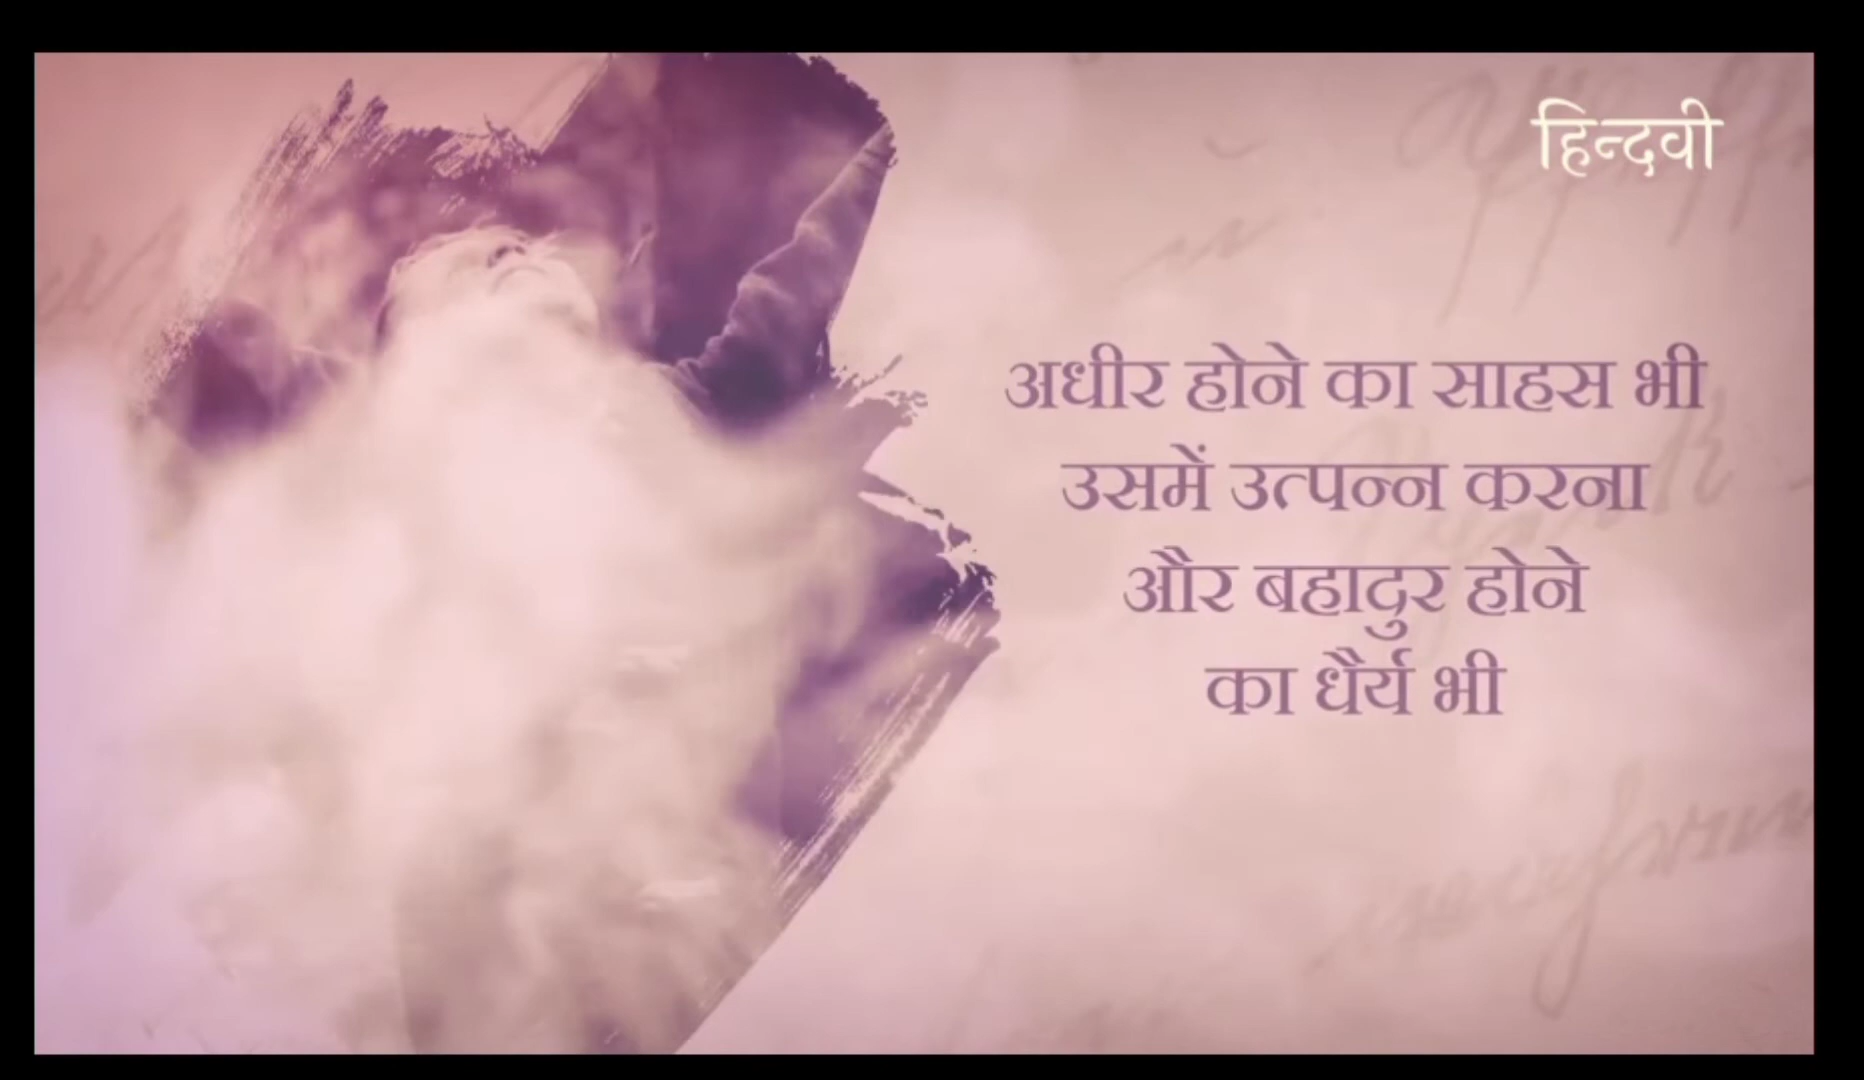 हिन्दवी
अधीर होने का साहस भी
उसमें उत्पन्न करना
और बहादुर होने
का धैर्य भी